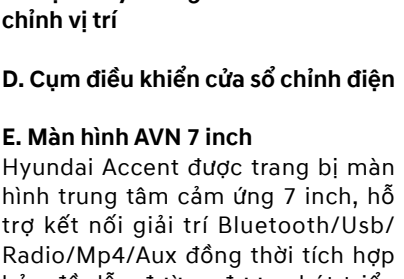 chỉnh vị trí
D. Cụm điều khiển cửa sổ chỉnh điện
E. Màn hình AVN 7 inch
Hyundai Accent được trang bị màn
hình trung tâm cảm ứng 7 inch, hỗ
trợ kết nối giải trí Bluetooth/Usb/
Radio/Mp4/Aux đồng thời tích hợp